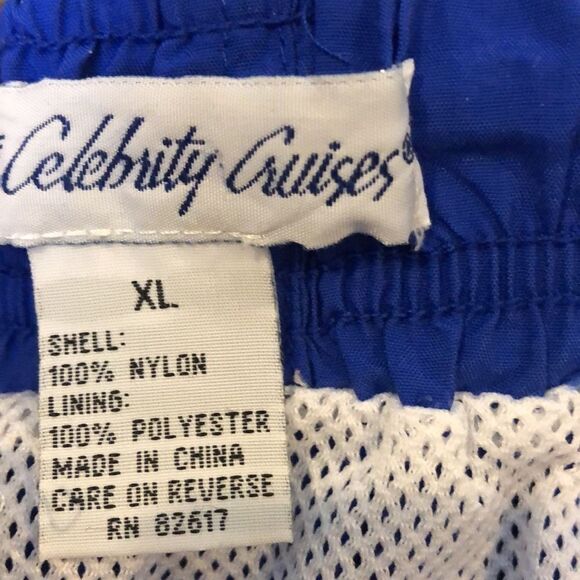 Celebrity Cruises®
XL
SHELL:
100% NYLON
LINING:
100% POLYESTER
MADE IN CHINA
CARE ON REVERSE
RN 82617